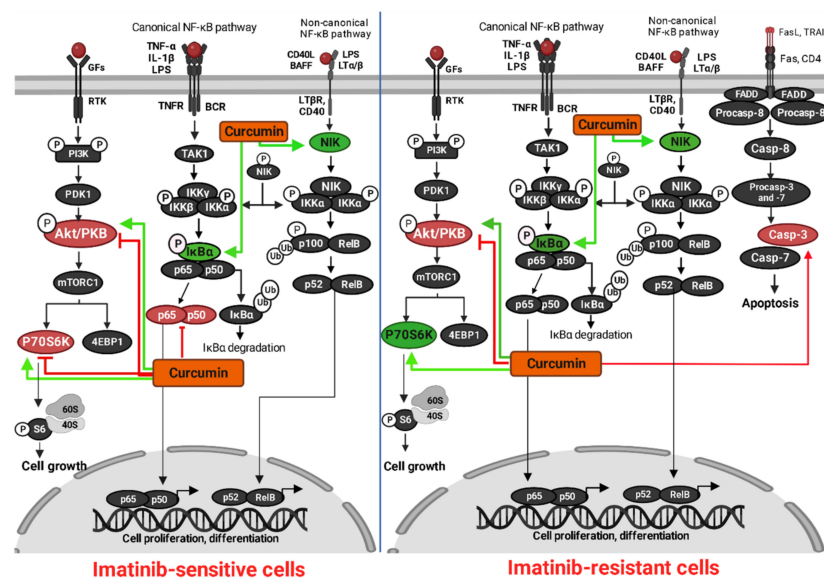 Canonical NF-κB pathway
Non-canonical
NF-κB pathway
TNF-α
IL-1β
LPS
CD40L
BAFF
LPS
LTα/β
GFs
RTK
TNFR
BCR
LTβR,
CD40
Curcumin
NIK
P
P
PI3K
TAK1
P
NIK
PDK1
P
IKKγ
P
IKKβ
IKKα
P
NIK
P
IKKα
IKKα
P
Akt/PKB
P
IκBα
p65
p50
P
Ub
Ub
p100
RelB
mTORC1
Ub
Ub
p52
RelB
p65
p50
IκBα
P70S6K
4EBP1
IκBα degradation
Curcumin
60S
40S
P
S6
Cell growth
p65
p50
p52
RelB
Cell proliferation, differentiation
Imatinib-sensitive cells
Canonical NF-κB pathway
Non-canonical
NF-κB pathway
TNF-α
IL-1β
LPS
CD40L
BAFF
LPS
LTα/β
FasL, TRAI
Fas, CD4
GFs
RTK
TNFR
BCR
LTβR,
CD40
FADD
FADD
Procasp-8
Procasp-8
Curcumin
NIK
P
P
PI3K
TAK1
P
NIK
Casp-8
PDK1
P
IKKγ
P
IKKβ
IKKα
P
NIK
P
IKKα
IKKα
Procasp-3
and -7
P
Akt/PKB
P
IκBα
p65
p50
P
Ub
Ub
p100
RelB
Casp-3
Casp-7
mTORC1
Ub
Ub
p52
RelB
Apoptosis
p65
p50
IκBα
P70S6K
4EBP1
IκBα degradation
Curcumin
60S
40S
P
S6
Cell growth
p65
p50
p52
RelB
Cell proliferation, differentiation
Imatinib-resistant cells